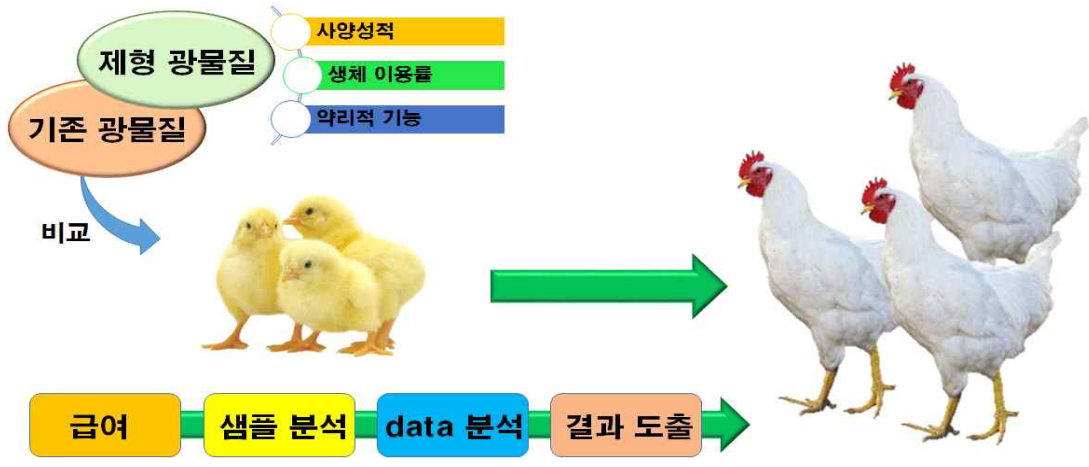 제형 광물질
기존 광물질
사양성적
생체 이용률
약리적 기능
비교
급여
샘플 분석
data 분석
결과 도출